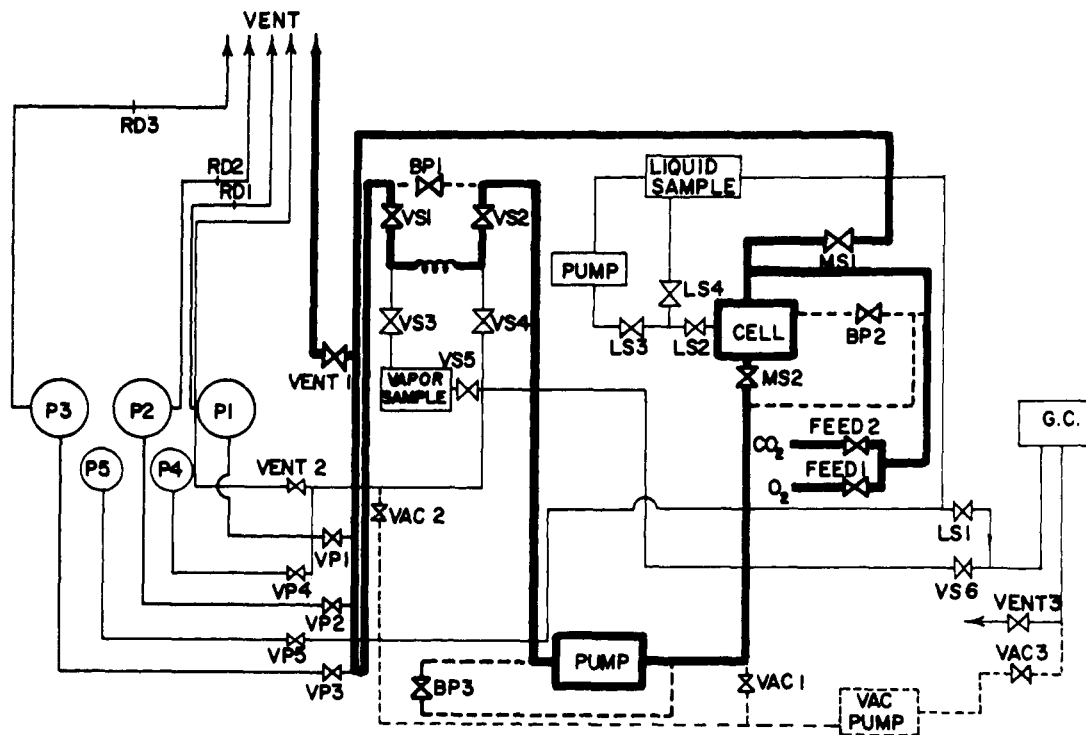 VENT
RD3
RD2
RD1
BP1
VS1
VS2
LIQUID
SAMPLE
MS1
PUMP
LS4
VS3
VS4
LS3
LS2
CELL
BP2
VENT 1
VS5
VAPOR
SAMPLE
MS2
P3
P2
P1
G.C.
FEED 2
CO2
P5
P4
VENT 2
FEED 1
O2
VAC 2
LS1
VP1
VP4
VS6
VP2
VENT3
VP5
VAC3
PUMP
VP3
BP3
VAC 1
VAC
PUMP